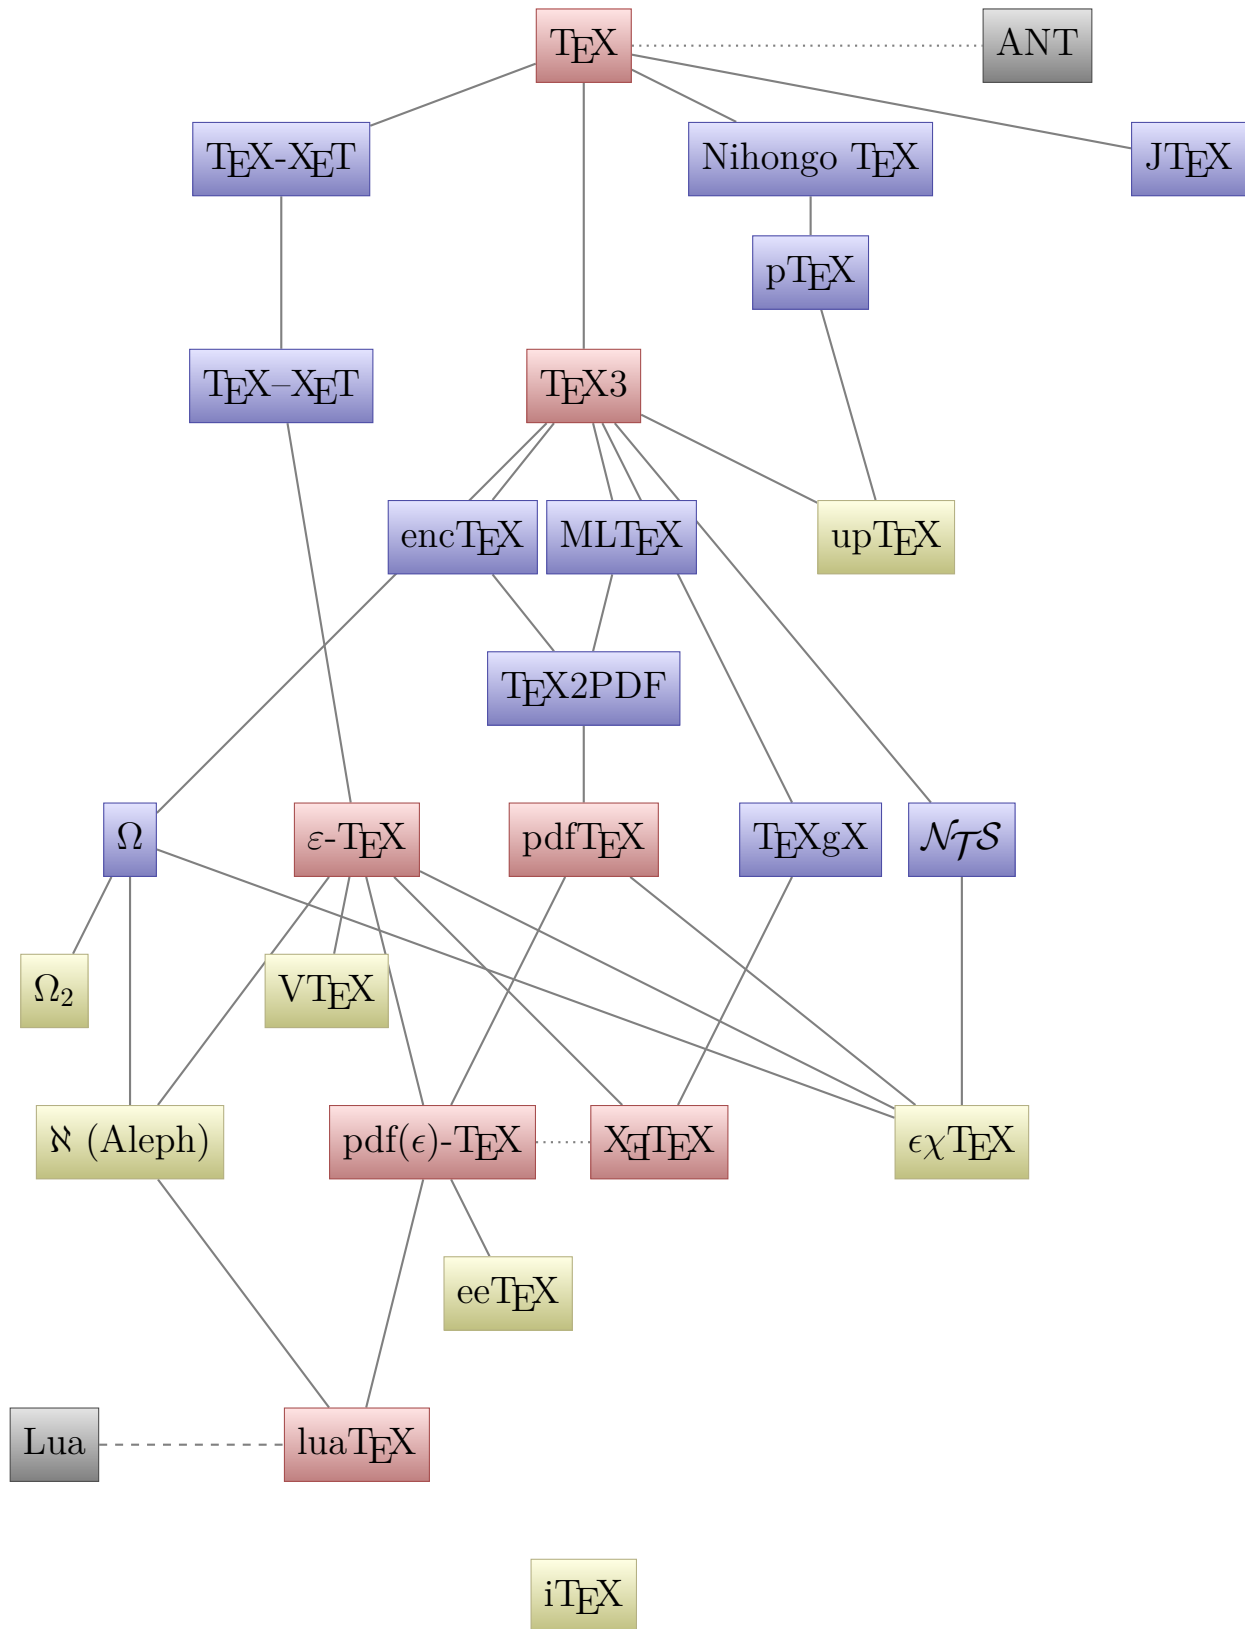 TEX
ANT
TEX-XET
Nihongo TEX
JTEX
pTEX
TEX–XET
TEX3
encTEX
MLTEX
upTEX
TEX2PDF
Ω
ε-TEX
pdfTEX
TEXgX
𝒩𝒯𝒮
Ω₂
VTEX
ℵ (Aleph)
pdf(ϵ)-TEX
XƎTEX
ϵχTEX
eeTEX
Lua
luaTEX
iTEX